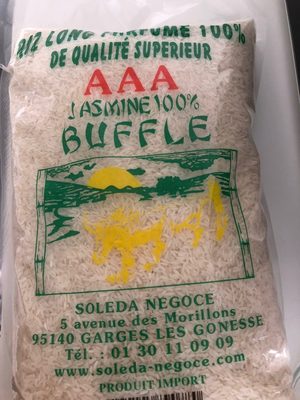 RIZ LONG PARFUMÉ 100%
DE QUALITÉ SUPERIEUR
AAA
JASMINE 100%
BUFFLE
SOLEDA NEGOCE
5 avenue des Morillons
95140 GARGES LES GONESSE
Tél. : 01 30 11 09 09
www.soleda-negoce.com
PRODUIT IMPORT